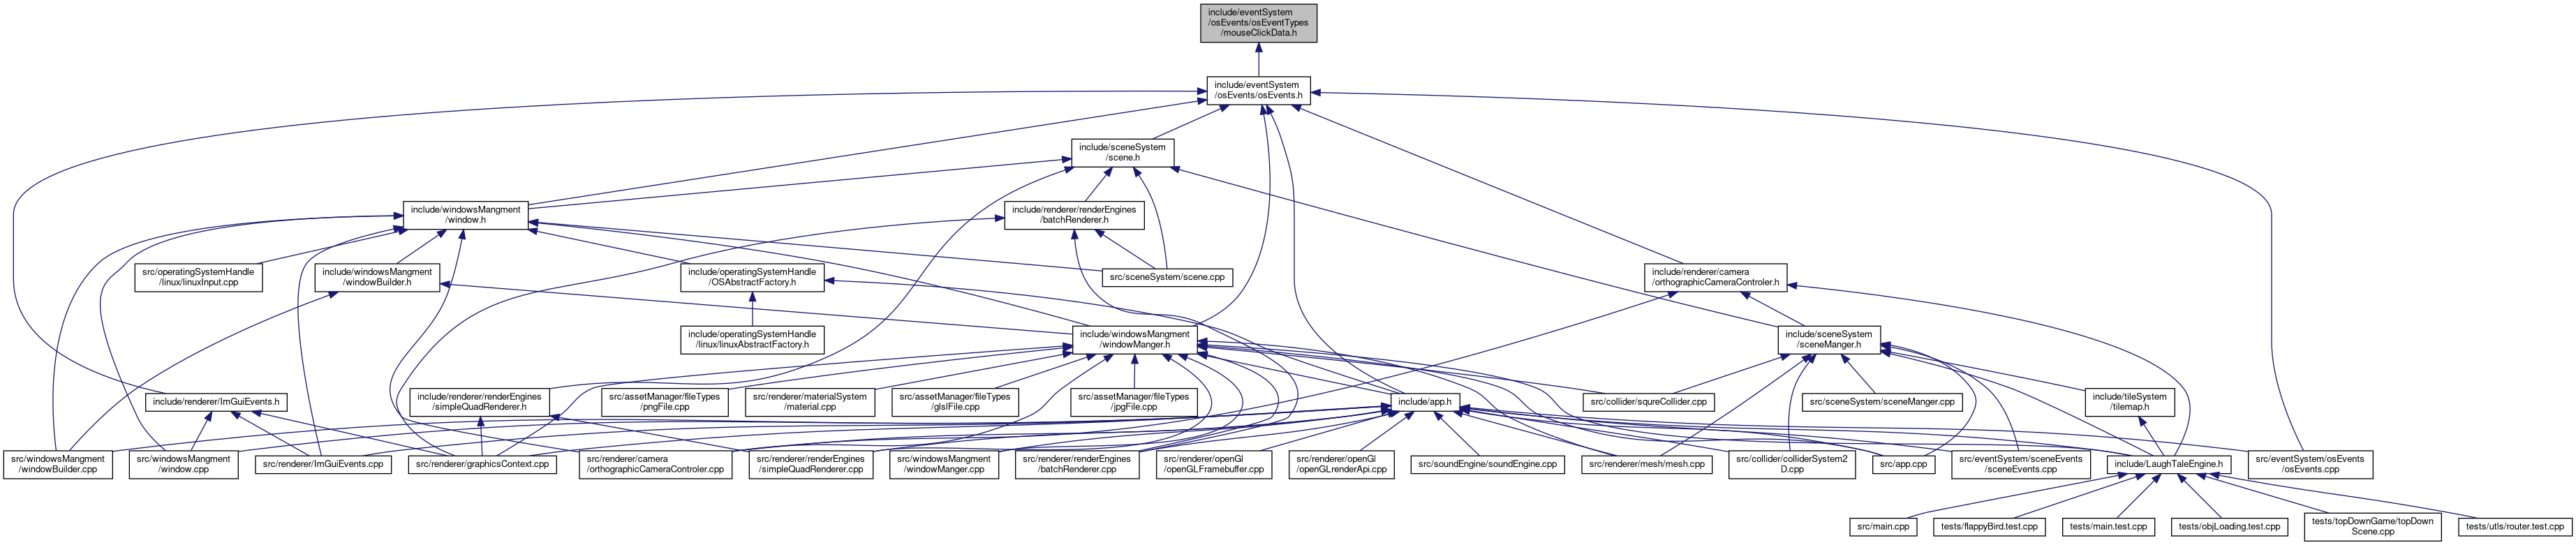 include/eventSystem
/osEvents/osEventTypes
/mouseClickData.h
include/eventSystem
/osEvents/osEvents.h
include/sceneSystem
/scene.h
include/windowsMangment
/window.h
include/renderer/renderEngines
/batchRenderer.h
src/operatingSystemHandle
/linux/linuxInput.cpp
include/windowsMangment
/windowBuilder.h
include/operatingSystemHandle
/OSAbstractFactory.h
src/sceneSystem/scene.cpp
include/renderer/camera
/orthographicCameraControler.h
include/operatingSystemHandle
/linux/linuxAbstractFactory.h
include/windowsMangment
/windowManger.h
include/sceneSystem
/sceneManger.h
include/renderer/ImGuiEvents.h
include/renderer/renderEngines
/simpleQuadRenderer.h
src/assetManager/fileTypes
/pngFile.cpp
src/renderer/materialSystem
/material.cpp
src/assetManager/fileTypes
/glslFile.cpp
src/assetManager/fileTypes
/jpgFile.cpp
include/app.h
src/collider/squreCollider.cpp
src/sceneSystem/sceneManger.cpp
include/tileSystem
/tilemap.h
src/windowsMangment
/windowBuilder.cpp
src/windowsMangment
/window.cpp
src/renderer/ImGuiEvents.cpp
src/renderer/graphicsContext.cpp
src/renderer/camera
/orthographicCameraControler.cpp
src/renderer/renderEngines
/simpleQuadRenderer.cpp
src/windowsMangment
/windowManger.cpp
src/renderer/renderEngines
/batchRenderer.cpp
src/renderer/openGl
/openGLFramebuffer.cpp
src/renderer/openGl
/openGLrenderApi.cpp
src/soundEngine/soundEngine.cpp
src/renderer/mesh/mesh.cpp
src/collider/colliderSystem2
D.cpp
src/app.cpp
src/eventSystem/sceneEvents
/sceneEvents.cpp
include/LaughTaleEngine.h
src/eventSystem/osEvents
/osEvents.cpp
src/main.cpp
tests/flappyBird.test.cpp
tests/main.test.cpp
tests/objLoading.test.cpp
tests/topDownGame/topDown
Scene.cpp
tests/utls/router.test.cpp